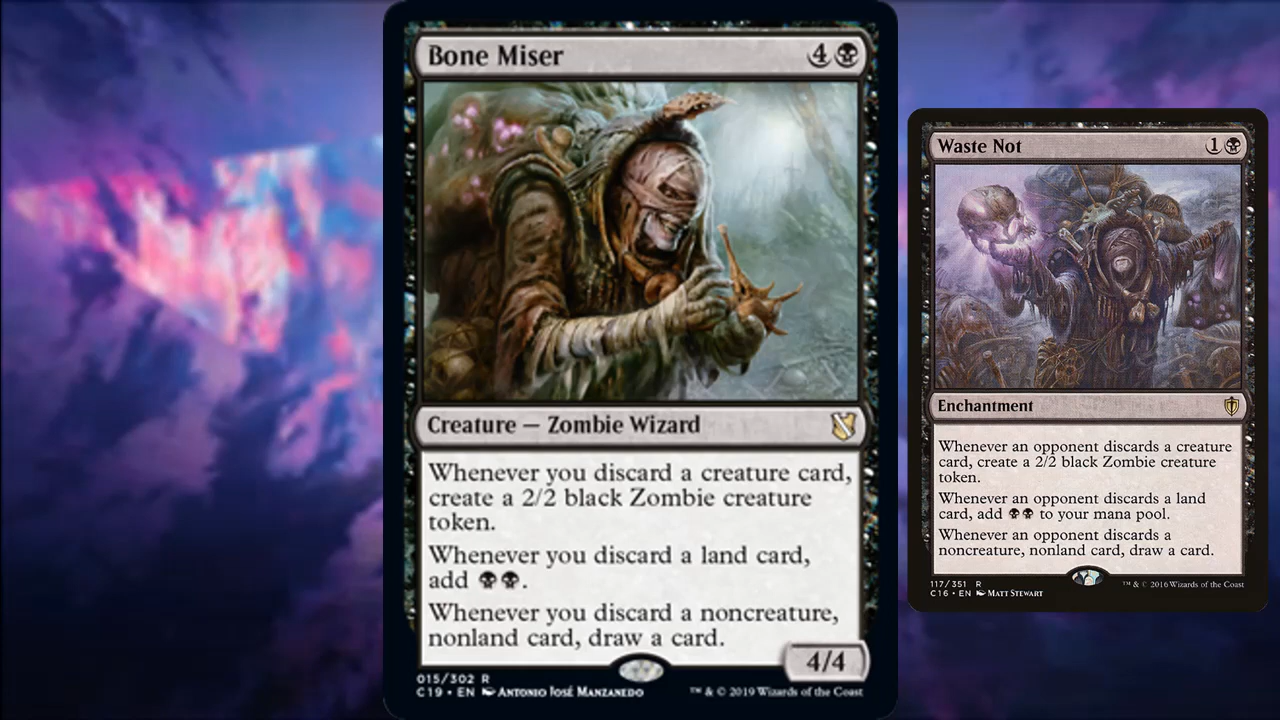 Bone Miser 4
Creature — Zombie Wizard
Whenever you discard a creature card,
create a 2/2 black Zombie creature
token.
Whenever you discard a land card,
add .
Whenever you discard a noncreature,
nonland card, draw a card.
4/4
015/302 R
C19 • EN Antonio José Manzanedo
™ & © 2019 Wizards of the Coast
Waste Not 1
Enchantment
Whenever an opponent discards a creature
card, create a 2/2 black Zombie creature
token.
Whenever an opponent discards a land
card, add to your mana pool.
Whenever an opponent discards a
noncreature, nonland card, draw a card.
117/351 R
C16 • EN Matt Stewart
™ & © 2016 Wizards of the Coast